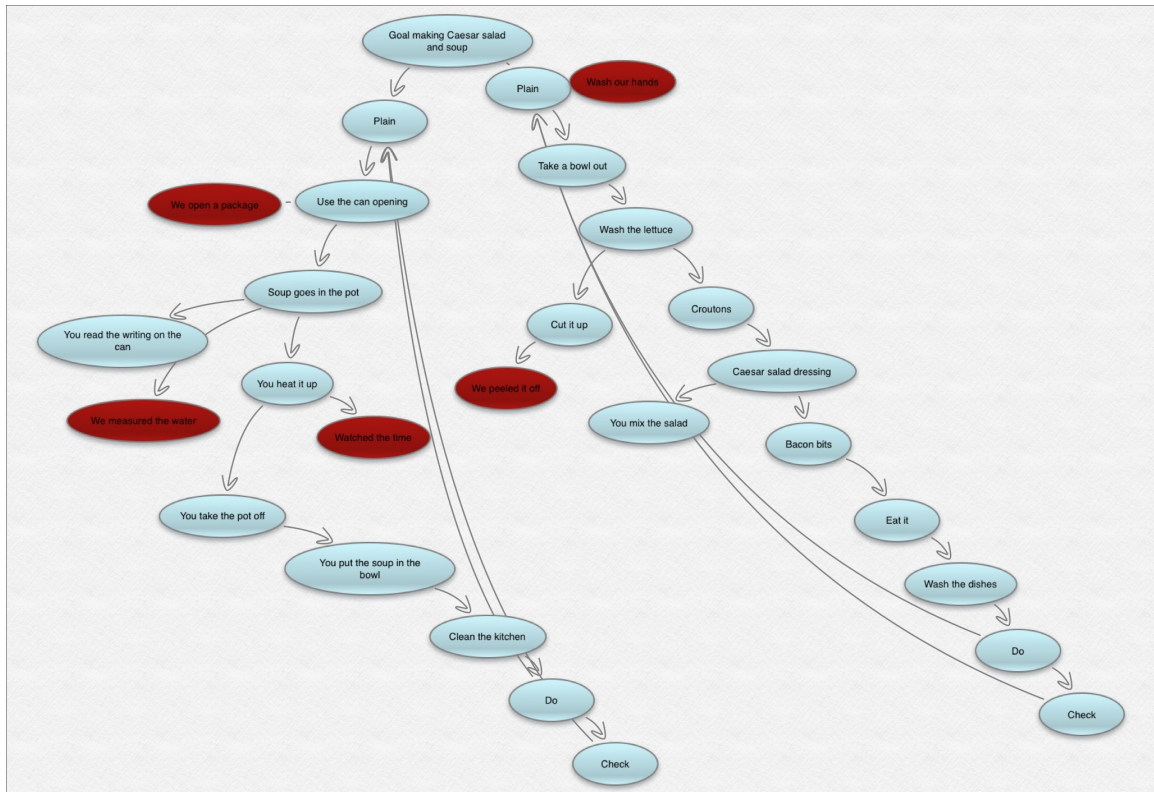 Goal making Caesar salad
and soup
Plain
Wash our hands
Plain
Take a bowl out
We open a package
Use the can opening
Wash the lettuce
Soup goes in the pot
Croutons
You read the writing on the
can
Cut it up
Caesar salad dressing
You heat it up
We peeled it off
We measured the water
You mix the salad
Watched the time
Bacon bits
You take the pot off
Eat it
You put the soup in the
bowl
Wash the dishes
Clean the kitchen
Do
Do
Check
Check